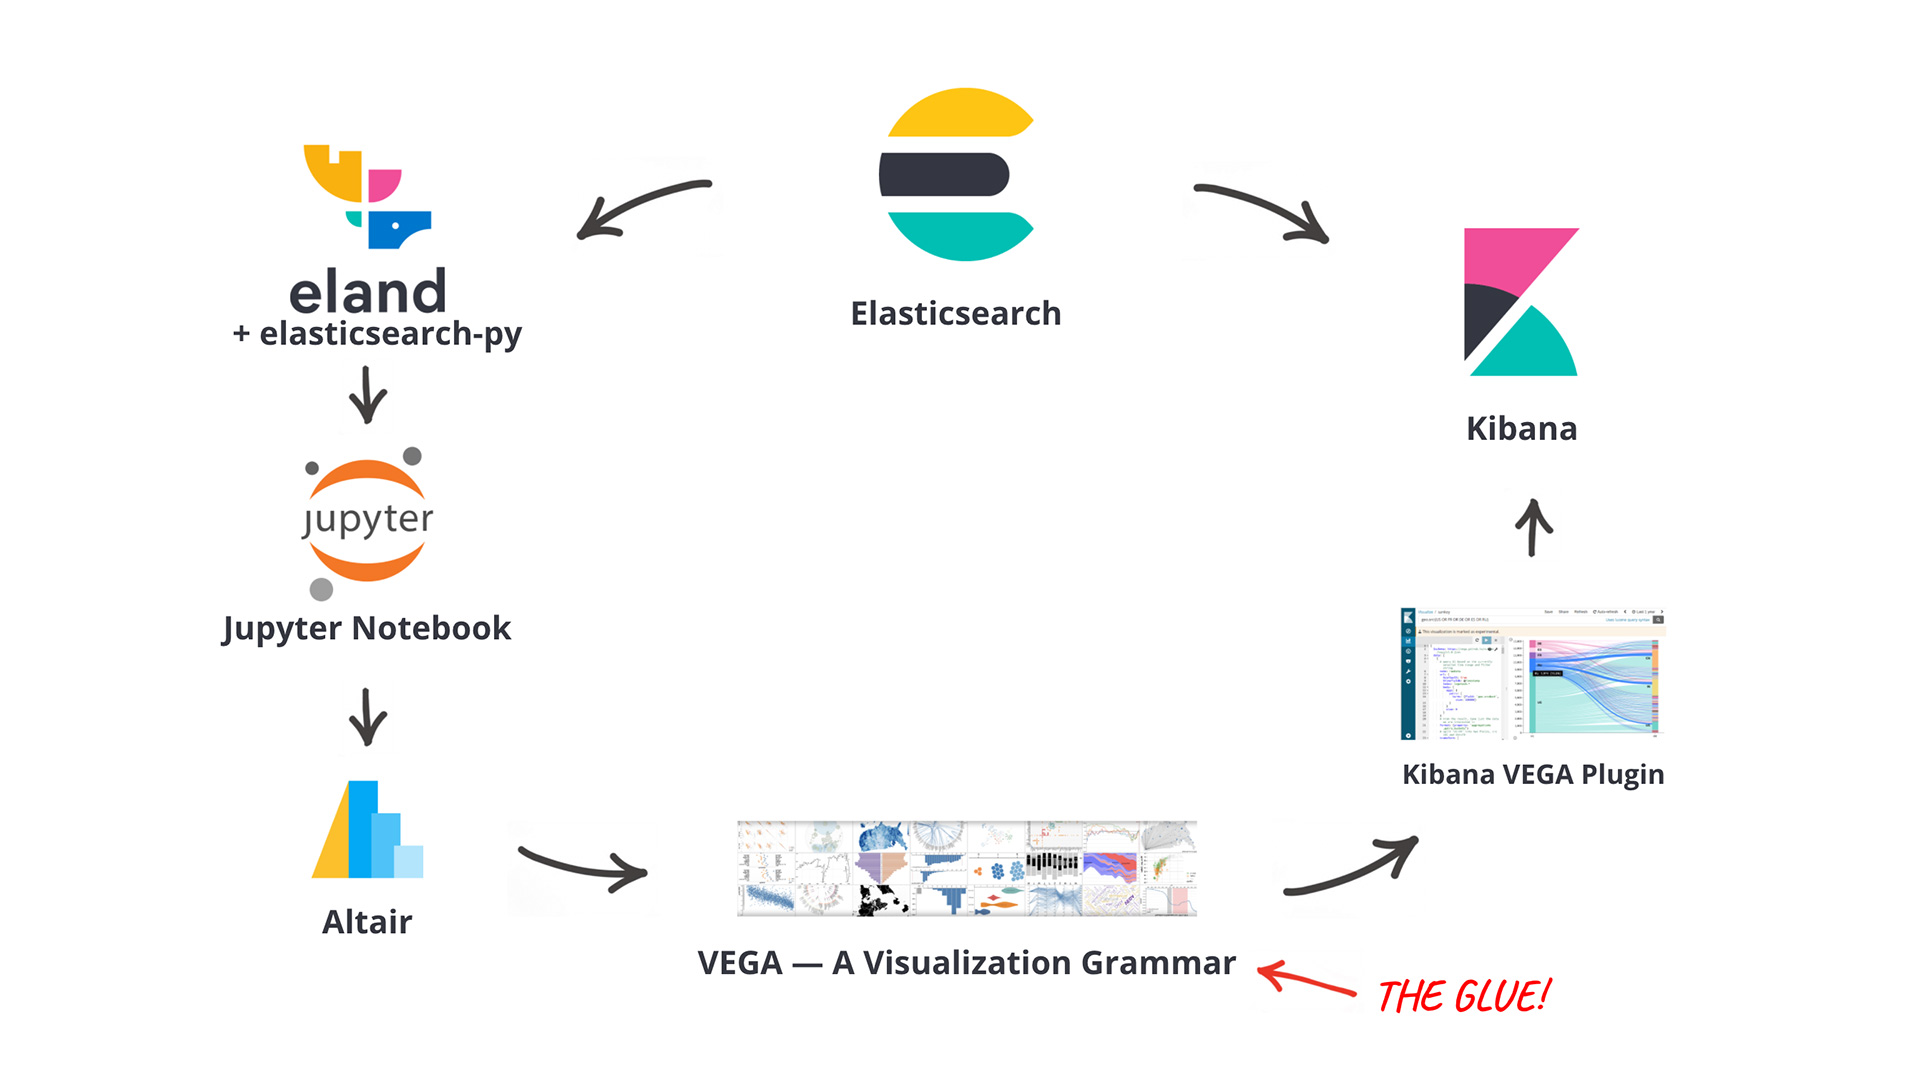 Elasticsearch
eland
+ elasticsearch-py
Kibana
jupyter
Jupyter Notebook
Kibana VEGA Plugin
Altair
VEGA — A Visualization Grammar
THE GLUE!